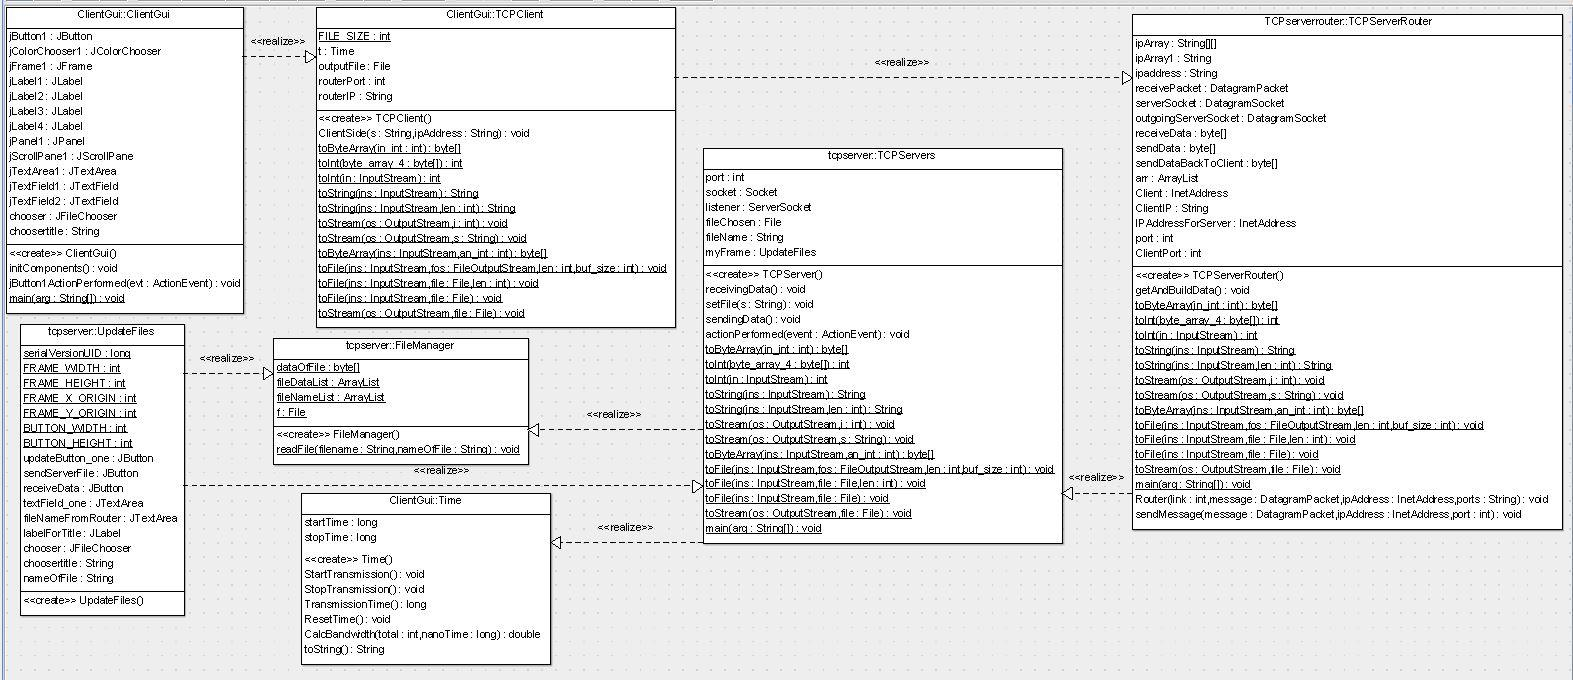 ClientGui::ClientGui
jButton1 : JButton
jColorChooser1 : JColorChooser
jFrame1 : JFrame
jLabel1 : JLabel
jLabel2 : JLabel
jLabel3 : JLabel
jLabel4 : JLabel
jPanel1 : JPanel
jScrollPane1 : JScrollPane
jTextArea1 : JTextArea
jTextField1 : JTextField
jTextField2 : JTextField
chooser : JFileChooser
choosertitle : String
<<create>> ClientGui()
initComponents() : void
jButton1ActionPerformed(evt : ActionEvent) : void
main(arg : String[]) : void
<<realize>>
ClientGui::TCPClient
FILE_SIZE : int
t : Time
outputFile : File
routerPort : int
routerIP : String
<<create>> TCPClient()
ClientSide(s : String,ipAddress : String) : void
toByteArray(in_int : int) : byte[]
toInt(byte_array_4 : byte[]) : int
toInt(in : InputStream) : int
toString(ins : InputStream) : String
toString(ins : InputStream,len : int) : String
toStream(os : OutputStream,i : int) : void
toStream(os : OutputStream,s : String) : void
toByteArray(ins : InputStream,an_int : int) : byte[]
toFile(ins : InputStream,fos : FileOutputStream,len : int,buf_size : int) : void
toFile(ins : InputStream,file : File,len : int) : void
toFile(ins : InputStream,file : File) : void
toStream(os : OutputStream,file : File) : void
<<realize>>
TCPserverrouter::TCPServerRouter
ipArray : String[][]
ipArray1 : String
ipaddress : String
receivePacket : DatagramPacket
serverSocket : DatagramSocket
outgoingServerSocket : DatagramSocket
receiveData : byte[]
sendData : byte[]
sendDataBackToClient : byte[]
arr : ArrayList
Client : InetAddress
ClientIP : String
IPAddressForServer : InetAddress
port : int
ClientPort : int
<<create>> TCPServerRouter()
getAndBuildData() : void
toByteArray(in_int : int) : byte[]
toInt(byte_array_4 : byte[]) : int
toInt(in : InputStream) : int
toString(ins : InputStream) : String
toString(ins : InputStream,len : int) : String
toStream(os : OutputStream,i : int) : void
toStream(os : OutputStream,s : String) : void
toByteArray(ins : InputStream,an_int : int) : byte[]
toFile(ins : InputStream,fos : FileOutputStream,len : int,buf_size : int) : void
toFile(ins : InputStream,file : File,len : int) : void
toFile(ins : InputStream,file : File) : void
toStream(os : OutputStream,file : File) : void
main(arg : String[]) : void
Router(link : int,message : DatagramPacket,ipAddress : InetAddress,ports : String) : void
sendMessage(message : DatagramPacket,ipAddress : InetAddress,port : int) : void
tcpserver::TCPServers
port : int
socket : Socket
listener : ServerSocket
fileChosen : File
fileName : String
myFrame : UpdateFiles
<<create>> TCPServer()
receivingData() : void
setFile(s : String) : void
sendingData() : void
actionPerformed(event : ActionEvent) : void
toByteArray(in_int : int) : byte[]
toInt(byte_array_4 : byte[]) : int
toInt(in : InputStream) : int
toString(ins : InputStream) : String
toString(ins : InputStream,len : int) : String
toStream(os : OutputStream,i : int) : void
toStream(os : OutputStream,s : String) : void
toByteArray(ins : InputStream,an_int : int) : byte[]
toFile(ins : InputStream,fos : FileOutputStream,len : int,buf_size : int) : void
toFile(ins : InputStream,file : File,len : int) : void
toFile(ins : InputStream,file : File) : void
toStream(os : OutputStream,file : File) : void
main(arg : String[]) : void
<<realize>>
tcpserver::UpdateFiles
serialVersionUID : long
FRAME_WIDTH : int
FRAME_HEIGHT : int
FRAME_X_ORIGIN : int
FRAME_Y_ORIGIN : int
BUTTON_WIDTH : int
BUTTON_HEIGHT : int
updateButton_one : JButton
sendServerFile : JButton
receiveData : JButton
textField_one : JTextArea
fileNameFromRouter : JTextArea
labelForTitle : JLabel
chooser : JFileChooser
choosertitle : String
nameOfFile : String
<<create>> UpdateFiles()
<<realize>>
tcpserver::FileManager
dataOfFile : byte[]
fileDataList : ArrayList
fileNameList : ArrayList
f : File
<<create>> FileManager()
readFile(filename : String,nameOfFile : String) : void
<<realize>>
<<realize>>
ClientGui::Time
startTime : long
stopTime : long
<<create>> Time()
StartTransmission() : void
StopTransmission() : void
TransmissionTime() : long
ResetTime() : void
CalcBandwidth(total : int,nanoTime : long) : double
toString() : String
<<realize>>